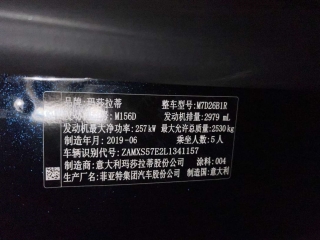 品牌: 玛莎拉蒂 整车型号: M7D26B1R
发动机型号: M156D 发动机排量: 2979 mL
发动机最大净功率: 257 kW 最大允许总质量: 2530 kg
制造年月: 2019-06 乘坐人数: 5 人
车辆识别代号: ZAMXS57E2L1341157
制造商: 意大利玛莎拉蒂股份公司 涂料: 004
生产厂名: 菲亚特集团汽车股份公司 制造国: 意大利